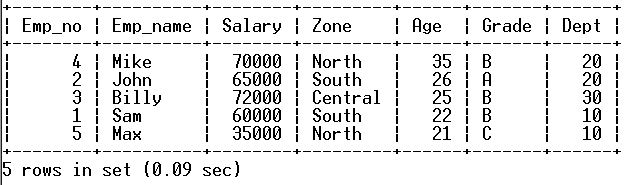 +--------+----------+--------+---------+------+-------+------+
| Emp_no | Emp_name | Salary | Zone    | Age  | Grade | Dept |
+--------+----------+--------+---------+------+-------+------+
|      4 | Mike     |  70000 | North   |   35 | B     |   20 |
|      2 | John     |  65000 | South   |   26 | A     |   20 |
|      3 | Billy    |  72000 | Central |   25 | B     |   30 |
|      1 | Sam      |  60000 | South   |   22 | B     |   10 |
|      5 | Max      |  35000 | North   |   21 | C     |   10 |
+--------+----------+--------+---------+------+-------+------+
5 rows in set (0.09 sec)